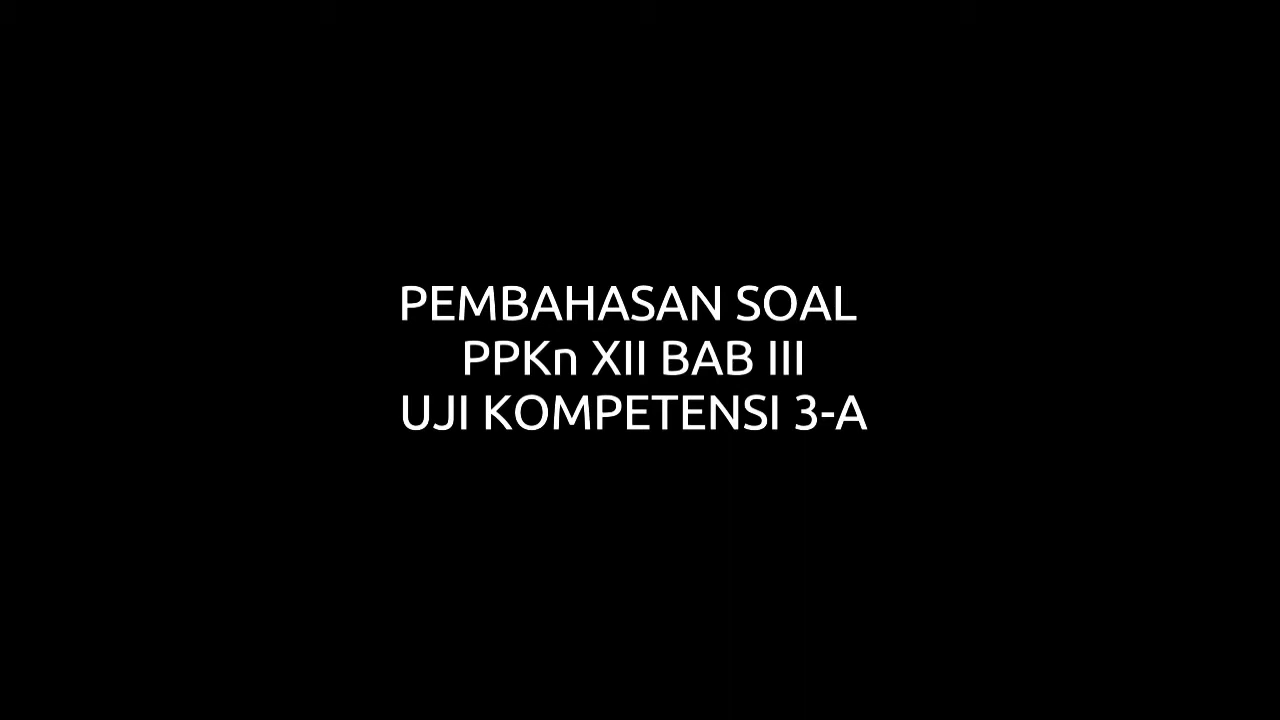 PEMBAHASAN SOAL
PPKn XII BAB III
UJI KOMPETENSI 3-A